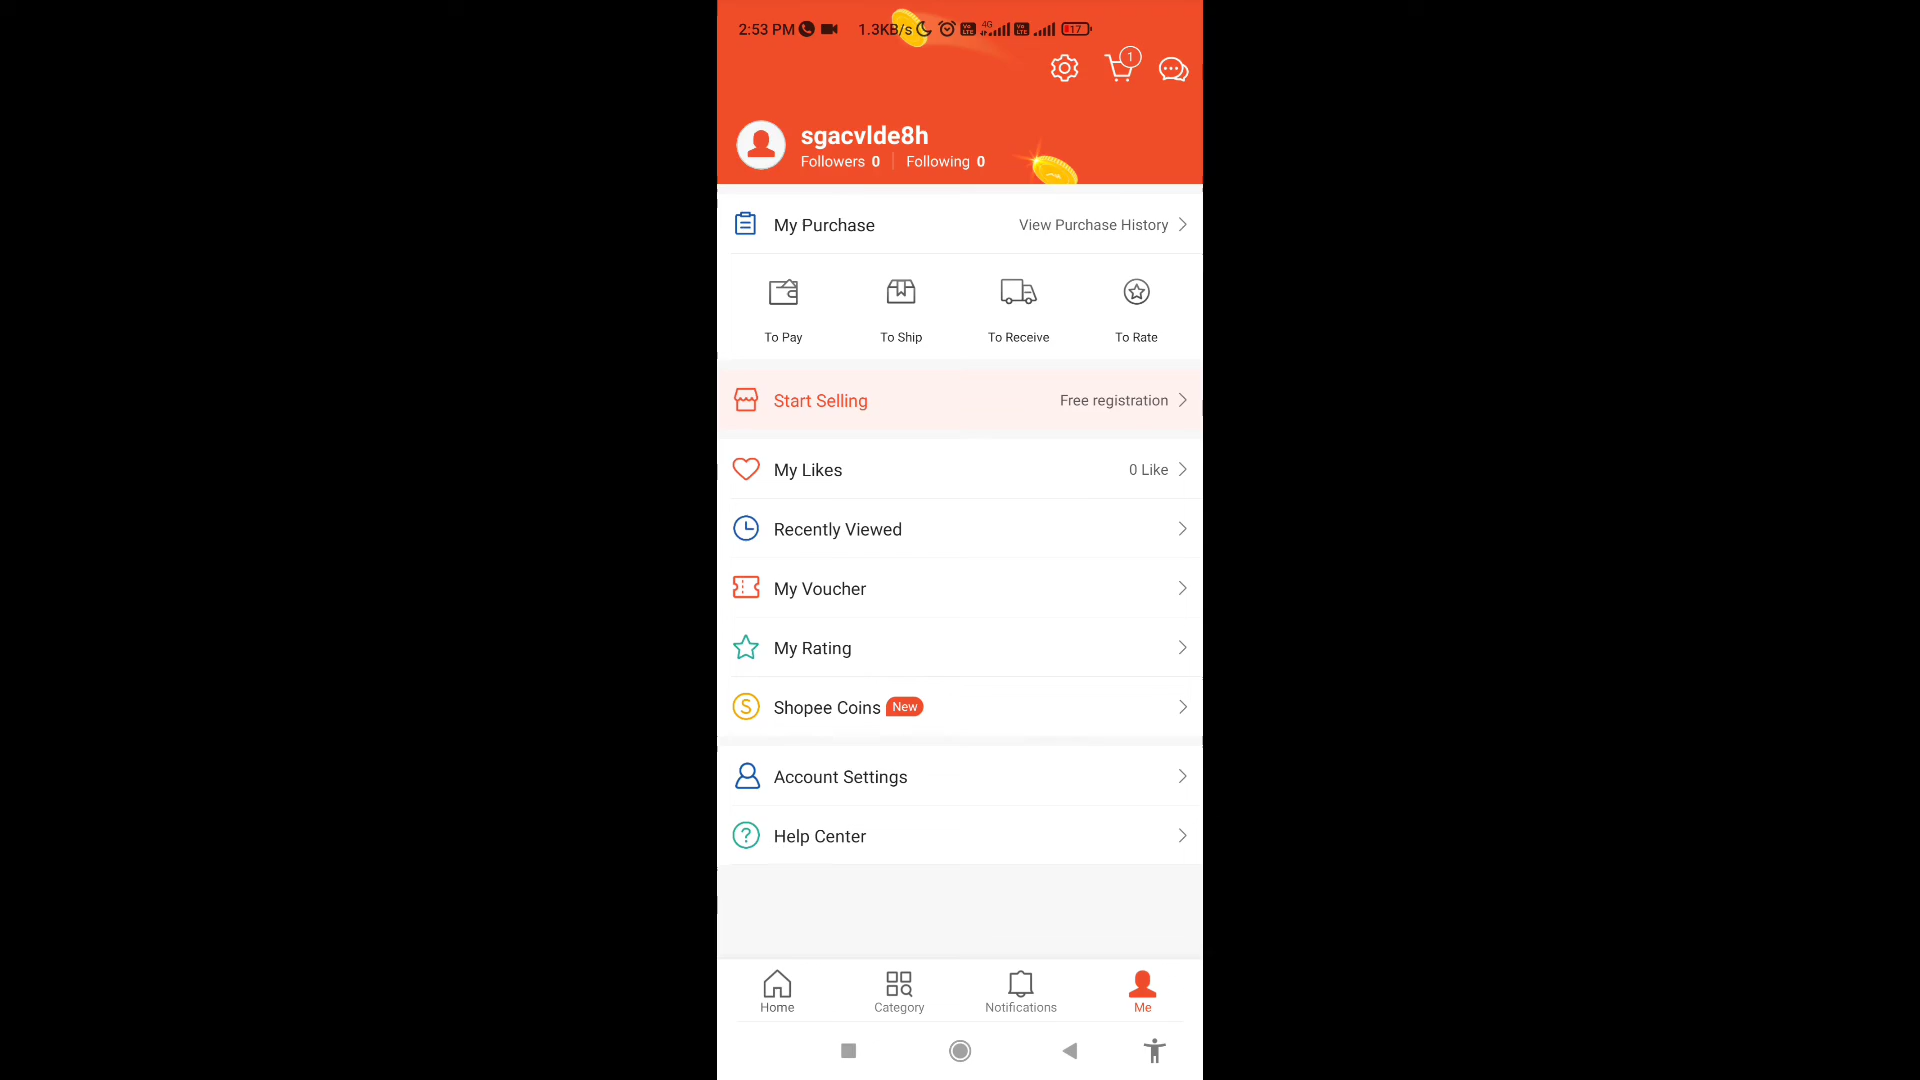 2:53 PM 1.3KB/s 4G 17
1
sgacvlde8h
Followers 0 Following 0
My Purchase View Purchase History
To Pay To Ship To Receive To Rate
Start Selling Free registration
My Likes 0 Like
Recently Viewed
My Voucher
My Rating
S Shopee Coins New
Account Settings
? Help Center
Home Category Notifications Me